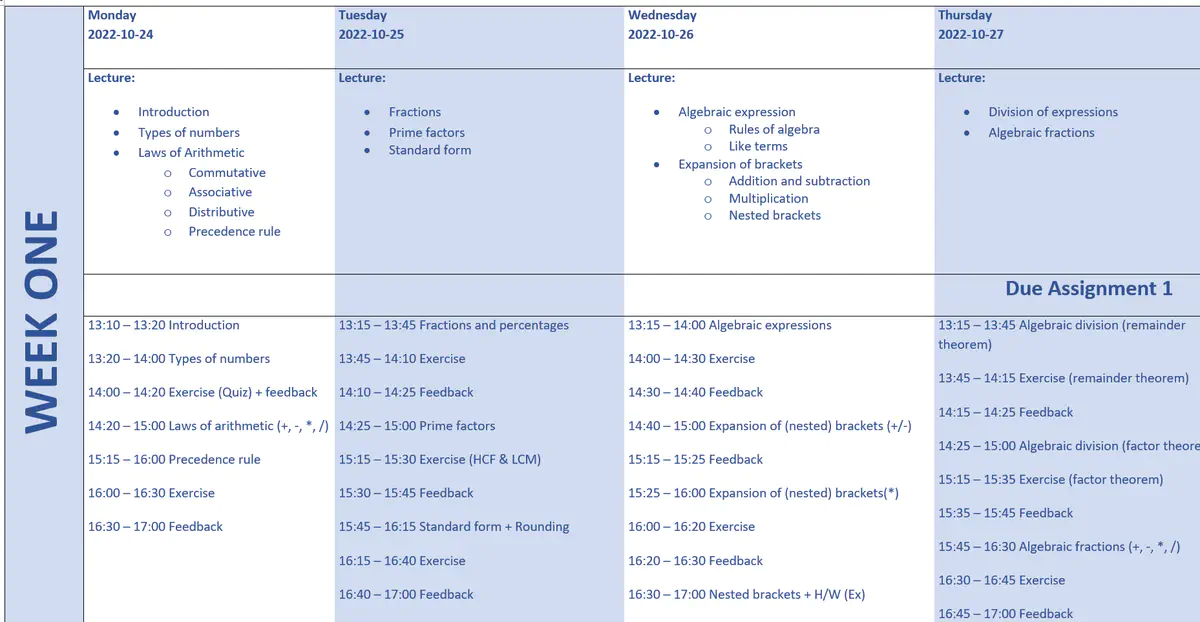 WEEK ONE
Monday
2022-10-24
Lecture:
Introduction
Types of numbers
Laws of Arithmetic
Commutative
Associative
Distributive
Precedence rule
13:10 – 13:20 Introduction
13:20 – 14:00 Types of numbers
14:00 – 14:20 Exercise (Quiz) + feedback
14:20 – 15:00 Laws of arithmetic (+, -, *, /)
15:15 – 16:00 Precedence rule
16:00 – 16:30 Exercise
16:30 – 17:00 Feedback
Tuesday
2022-10-25
Lecture:
Fractions
Prime factors
Standard form
13:15 – 13:45 Fractions and percentages
13:45 – 14:10 Exercise
14:10 – 14:25 Feedback
14:25 – 15:00 Prime factors
15:15 – 15:30 Exercise (HCF & LCM)
15:30 – 15:45 Feedback
15:45 – 16:15 Standard form + Rounding
16:15 – 16:40 Exercise
16:40 – 17:00 Feedback
Wednesday
2022-10-26
Lecture:
Algebraic expression
Rules of algebra
Like terms
Expansion of brackets
Addition and subtraction
Multiplication
Nested brackets
13:15 – 14:00 Algebraic expressions
14:00 – 14:30 Exercise
14:30 – 14:40 Feedback
14:40 – 15:00 Expansion of (nested) brackets (+/-)
15:15 – 15:25 Feedback
15:25 – 16:00 Expansion of (nested) brackets(*)
16:00 – 16:20 Exercise
16:20 – 16:30 Feedback
16:30 – 17:00 Nested brackets + H/W (Ex)
Thursday
2022-10-27
Lecture:
Division of expressions
Algebraic fractions
Due Assignment 1
13:15 – 13:45 Algebraic division (remainder
theorem)
13:45 – 14:15 Exercise (remainder theorem)
14:15 – 14:25 Feedback
14:25 – 15:00 Algebraic division (factor theore
15:15 – 15:35 Exercise (factor theorem)
15:35 – 15:45 Feedback
15:45 – 16:30 Algebraic fractions (+, -, *, /)
16:30 – 16:45 Exercise
16:45 – 17:00 Feedback